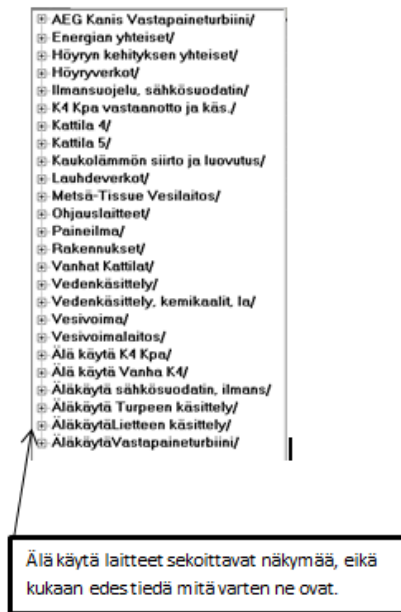 AEG Kanis Vastapaineturbiini/
Energian yhteiset/
Höyryn kehityksen yhteiset/
Höyryverkot/
Ilmansuojelu, sähkösuodatin/
K4 Kpa vastaanotto ja käs./
Kattila 4/
Kattila 5/
Kaukolämmön siirto ja luovutus/
Lauhdeverkot/
Metsä-Tissue Vesilaitos/
Ohjauslaitteet/
Paineilma/
Rakennukset/
Vanhat Kattilat/
Vedenkäsittely/
Vedenkäsittely, kemikaalit, la/
Vesivoima/
Vesivoimalaitos/
Älä käytä K4 Kpa/
Älä käytä Vanha K4/
Äläkäytä sähkösuodatin, ilmans/
Äläkäytä Turpeen käsittely/
ÄläkäytäLietteen käsittely/
ÄläkäytäVastapaineturbiini/
Älä käytä laitteet sekoittavat näkymää, eikä
kukaan edes tiedä mitä varten ne ovat.